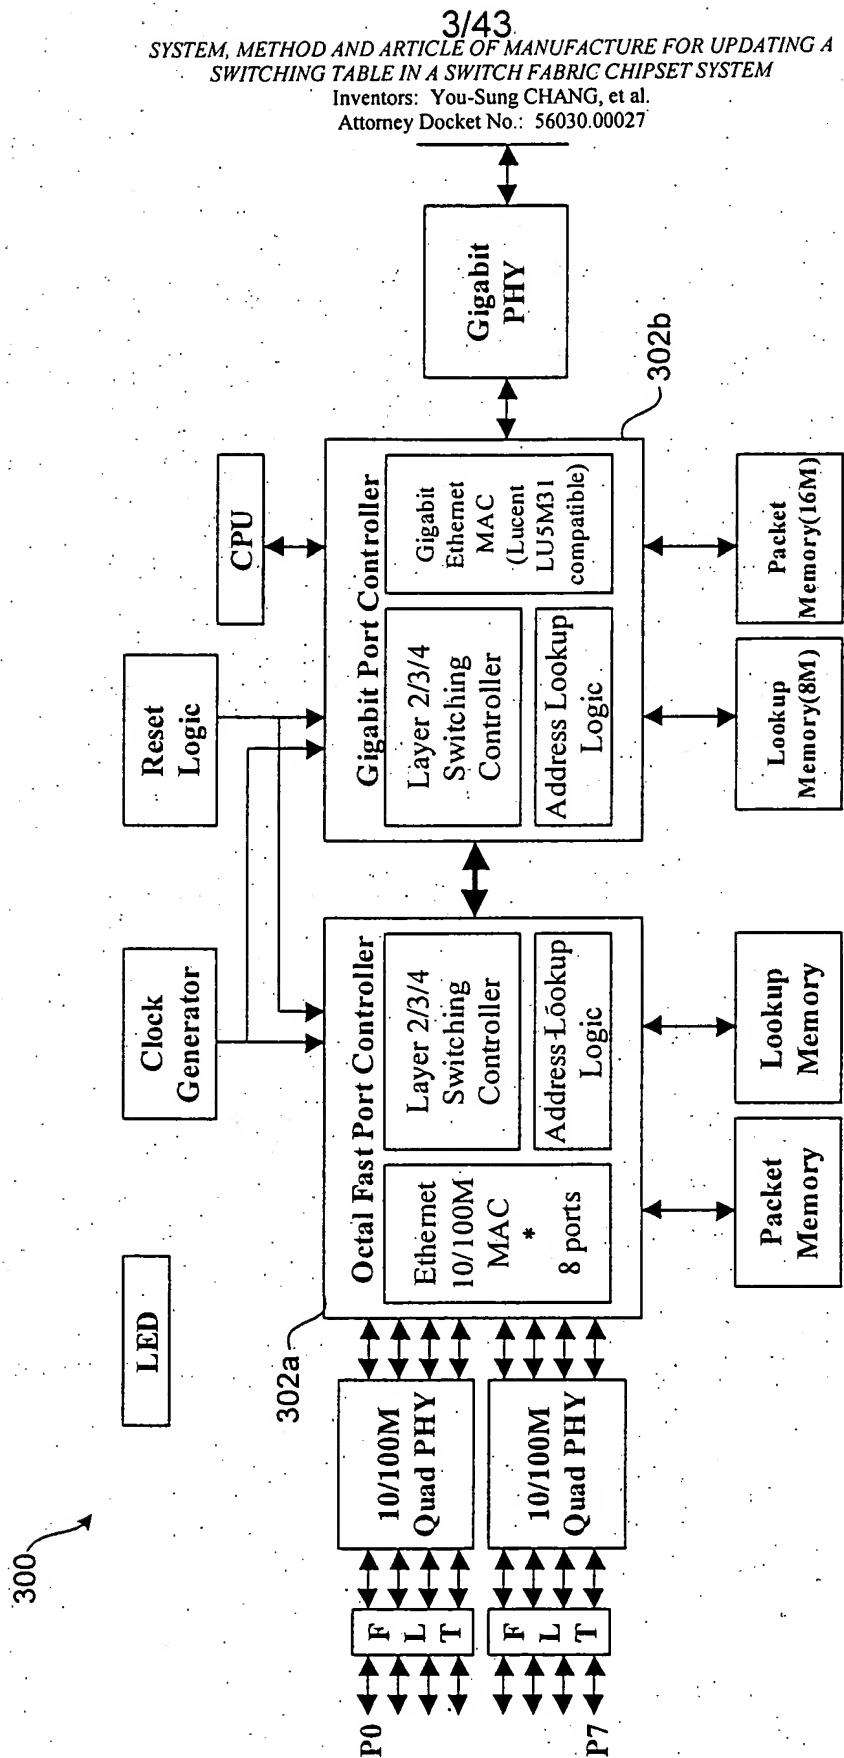 3/43
SYSTEM, METHOD AND ARTICLE OF MANUFACTURE FOR UPDATING A
SWITCHING TABLE IN A SWITCH FABRIC CHIPSET SYSTEM
Inventors: You-Sung CHANG, et al.
Attorney Docket No.: 56030.00027
300
LED
Clock
Generator
Reset
Logic
CPU
302a
Octal Fast Port Controller
Ethernet
10/100M
MAC
*
8 ports
Layer 2/3/4
Switching
Controller
Address Lookup
Logic
Gigabit Port Controller
Layer 2/3/4
Switching
Controller
Address Lookup
Logic
Gigabit
Ethernet
MAC
(Lucent
LU5M31
compatible)
302b
Gigabit
PHY
P0
F
L
T
10/100M
Quad PHY
P7
F
L
T
10/100M
Quad PHY
Packet
Memory
Lookup
Memory
Lookup
Memory(8M)
Packet
Memory(16M)